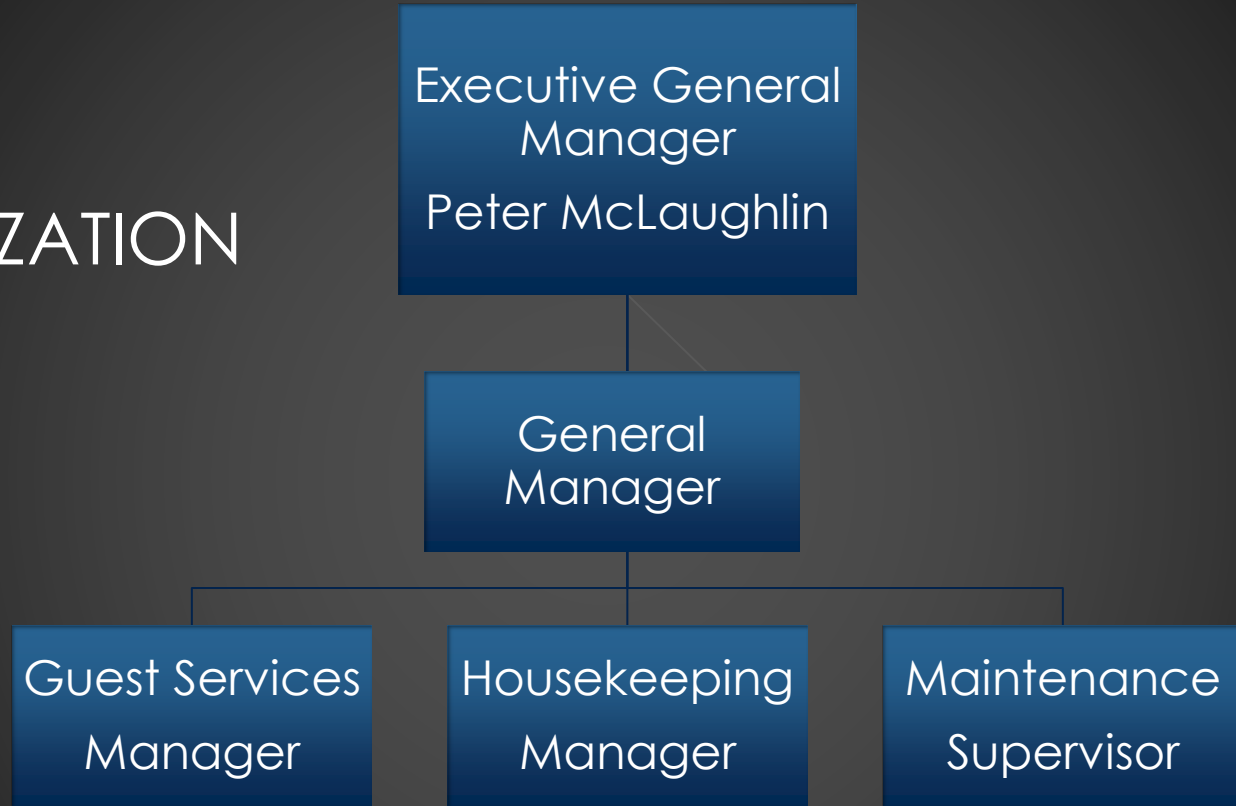 Executive General
Manager
Peter McLaughlin
ZATION
General
Manager
Guest Services
Manager
Housekeeping
Manager
Maintenance
Supervisor